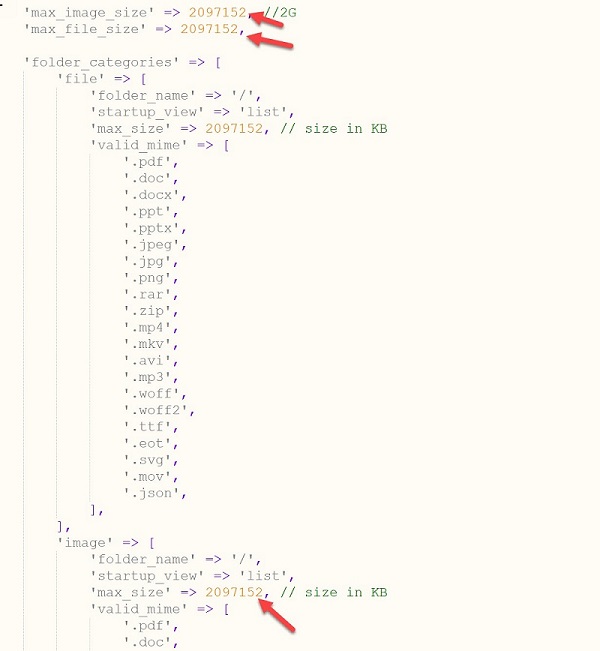 'max_image_size' => 2097152, //2G
'max_file_size' => 2097152,
'folder_categories' => [
'file' => [
'folder_name' => '/',
'startup_view' => 'list',
'max_size' => 2097152, // size in KB
'valid_mime' => [
'.pdf',
'.doc',
'.docx',
'.ppt',
'.pptx',
'.jpeg',
'.jpg',
'.png',
'.rar',
'.zip',
'.mp4',
'.mkv',
'.avi',
'.mp3',
'.woff',
'.woff2',
'.ttf',
'.eot',
'.svg',
'.mov',
'.json',
],
],
'image' => [
'folder_name' => '/',
'startup_view' => 'list',
'max_size' => 2097152, // size in KB
'valid_mime' => [
'.pdf',
'.doc',